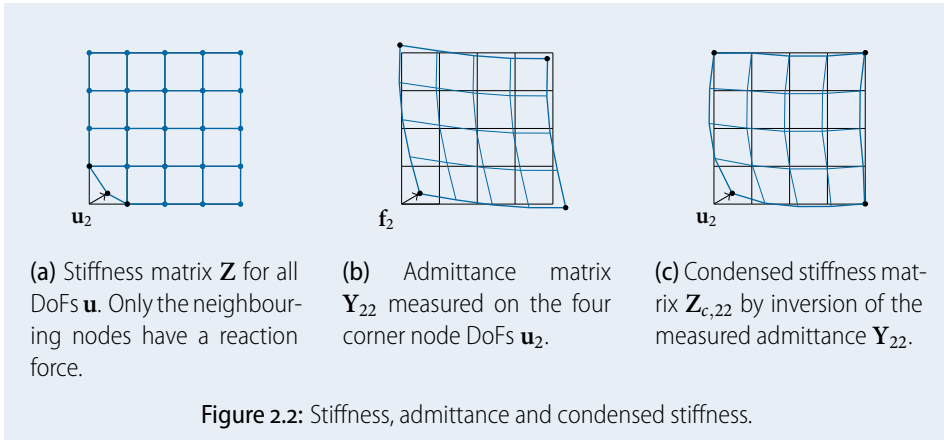 u₂
f₂
u₂
(a) Stiffness matrix Z for all
DoFs u. Only the neighbour-
ing nodes have a reaction
force.
(b) Admittance matrix
Y₂₂ measured on the four
corner node DoFs u₂.
(c) Condensed stiffness mat-
rix Z_c,₂₂ by inversion of the
measured admittance Y₂₂.
Figure 2.2: Stiffness, admittance and condensed stiffness.